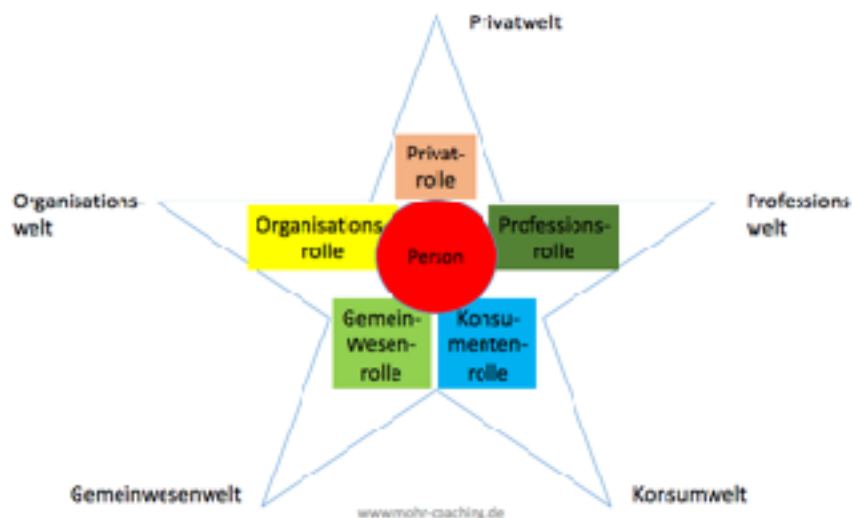 Privatwelt
Privat-
rolle
Organisations
welt
Professions
welt
Organisations
rolle
Person
Professions-
rolle
Gemein-
Wesen-
rolle
Konsu-
menten-
rolle
Gemeinwesenwelt
Konsumwelt
www.mohr-coaching.de